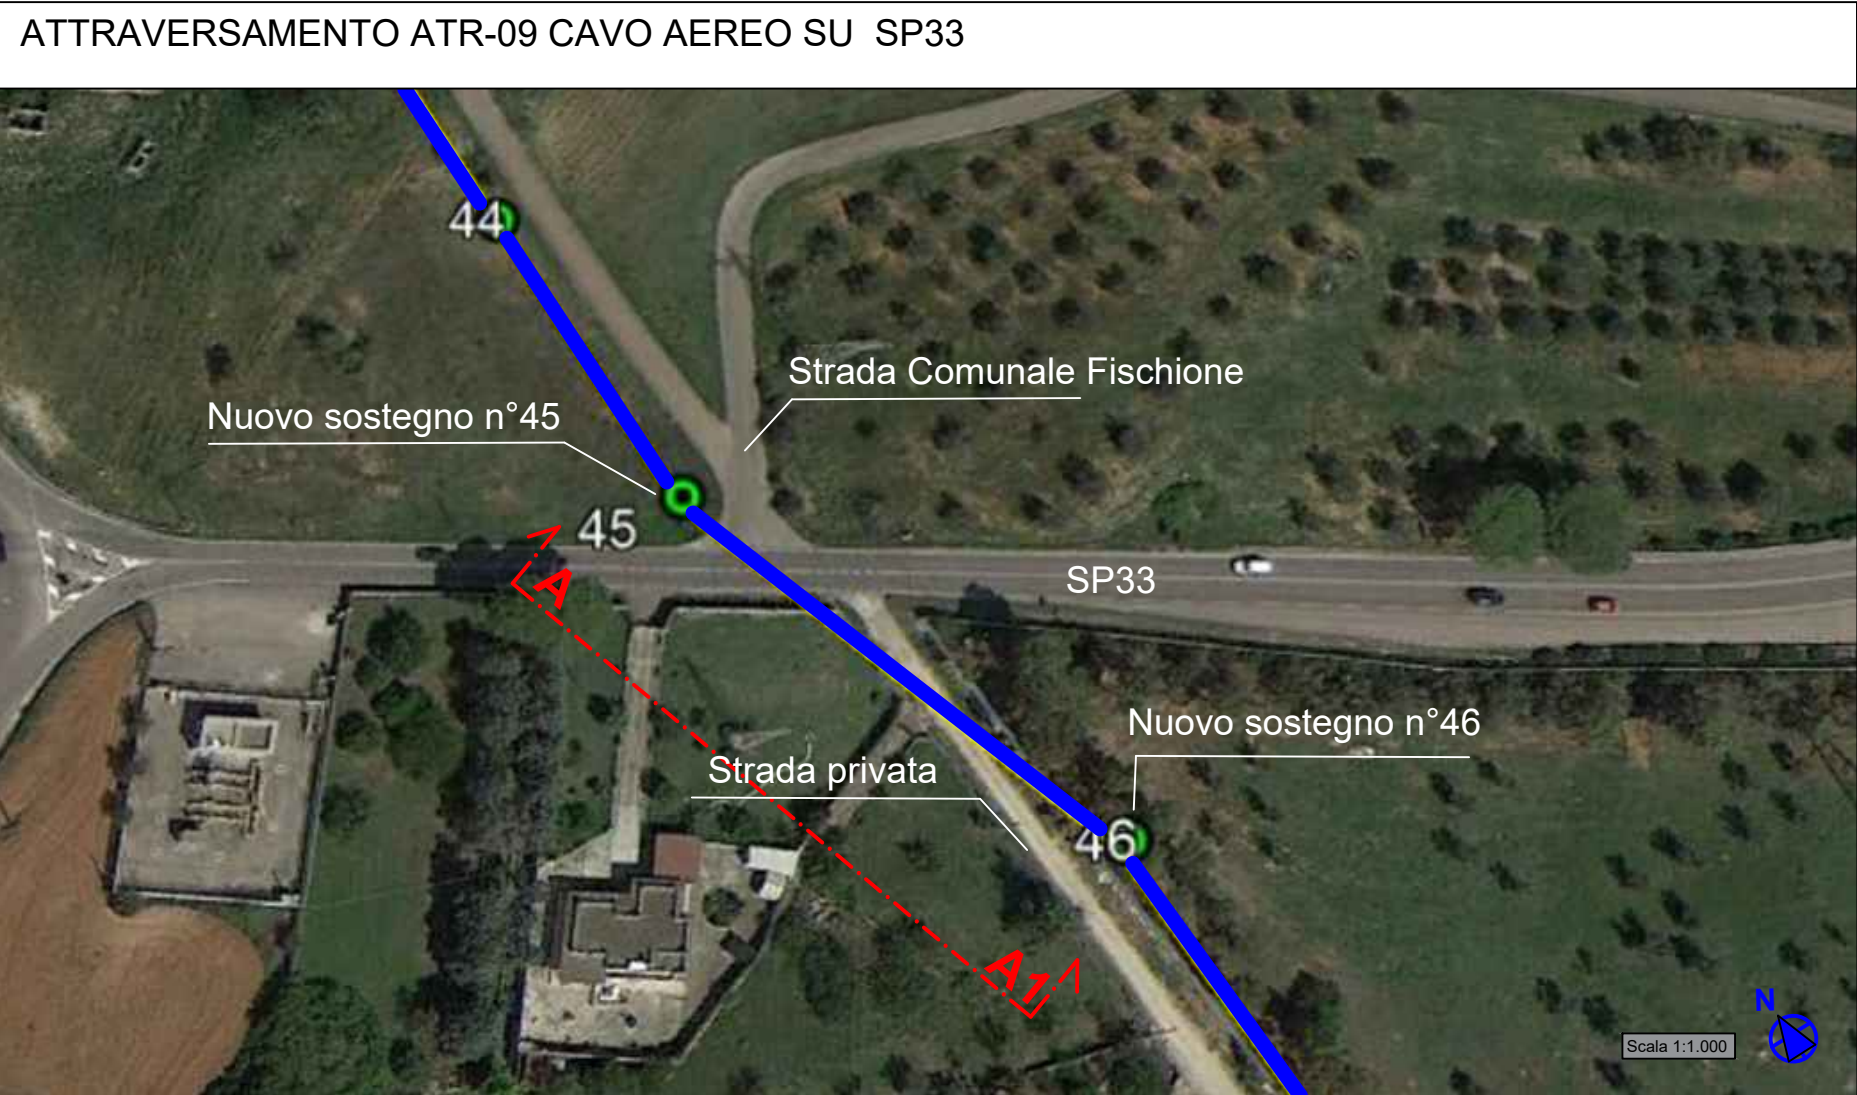 ATTRAVERSAMENTO ATR-09 CAVO AEREO SU SP33
44
Strada Comunale Fischione
Nuovo sostegno n°45
45
A
SP33
Nuovo sostegno n°46
Strada privata
46
A1
N
Scala 1:1.000